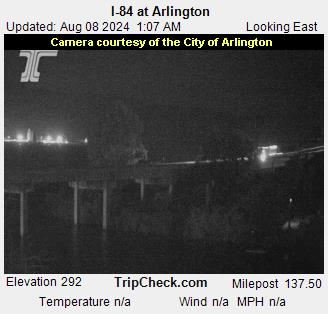 I-84 at Arlington
Updated: Aug 08 2024 1:07 AM Looking East
Camera courtesy of the City of Arlington
Elevation 292 TripCheck.com Milepost 137.50
Temperature n/a Wind n/a MPH n/a